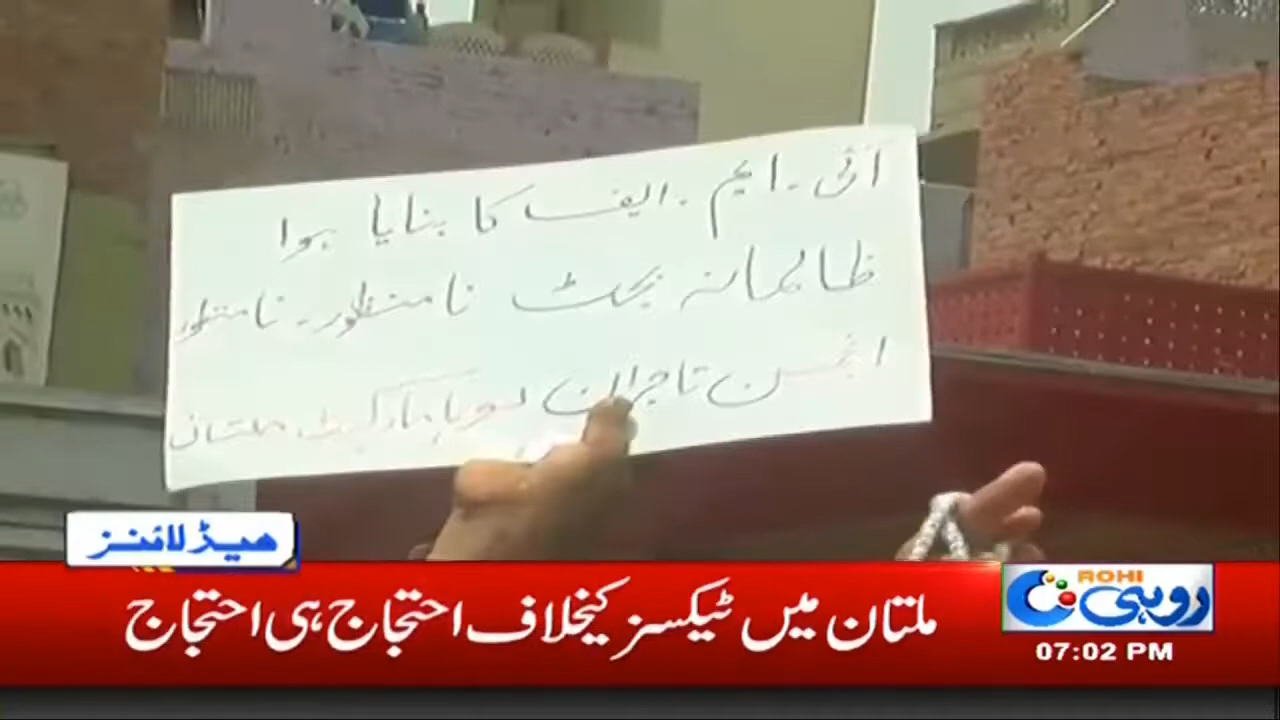 آئی۔ایم۔ایف کا بنایا ہوا
ظالمانہ بجٹ نامنظور۔نامنظور
انجمن تاجران لوہا مارکیٹ ملتان
ہیڈلائنز
ملتان میں ٹیکسز کیخلاف احتجاج ہی احتجاج
ROHI
روہی
07:02 PM